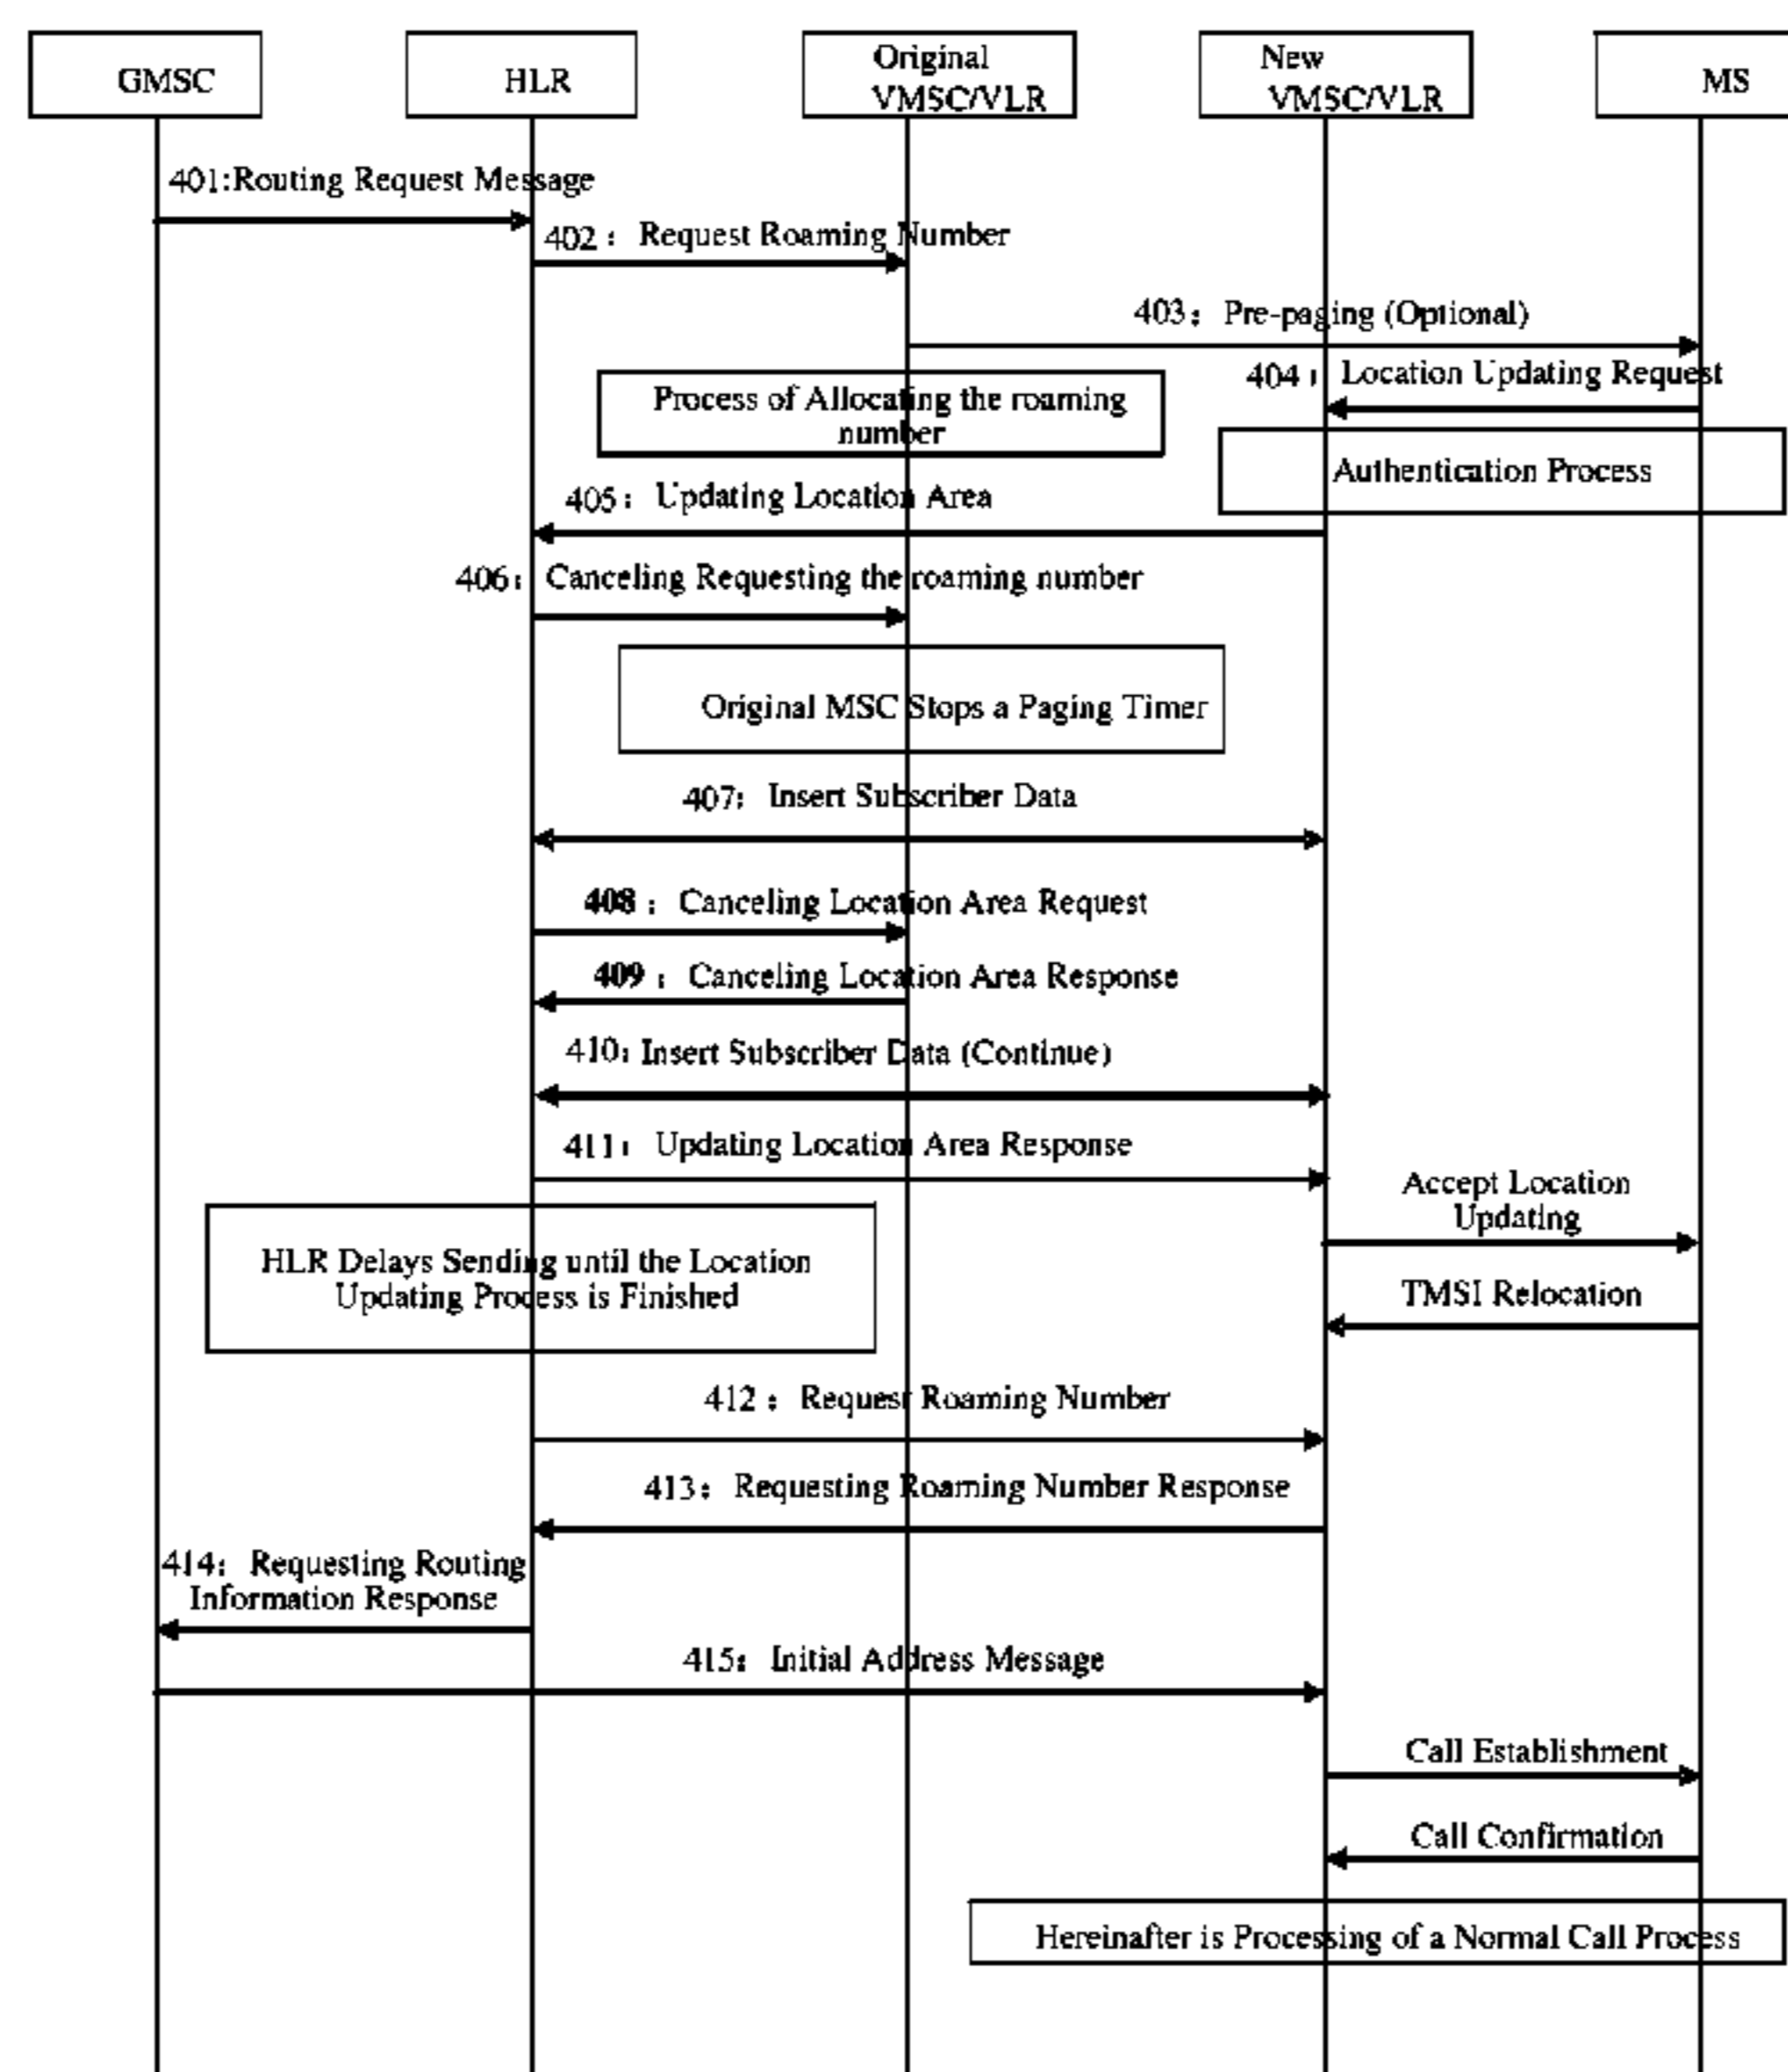 GMSC
HLR
Original
VMSC/VLR
New
VMSC/VLR
MS
401:Routing Request Message
402 : Request Roaming Number
403: Pre-paging (Optional)
404 : Location Updating Request
Process of Allocating the roaming
number
Authentication Process
405 : Updating Location Area
406: Canceling Requesting the roaming number
Original MSC Stops a Paging Timer
407: Insert Subscriber Data
408 : Canceling Location Area Request
409 : Canceling Location Area Response
410: Insert Subscriber Data (Continue)
411: Updating Location Area Response
Accept Location
Updating
HLR Delays Sending until the Location
Updating Process is Finished
TMSI Relocation
412 : Request Roaming Number
413: Requesting Roaming Number Response
414: Requesting Routing
Information Response
415: Initial Address Message
Call Establishment
Call Confirmation
Hereinafter is Processing of a Normal Call Process